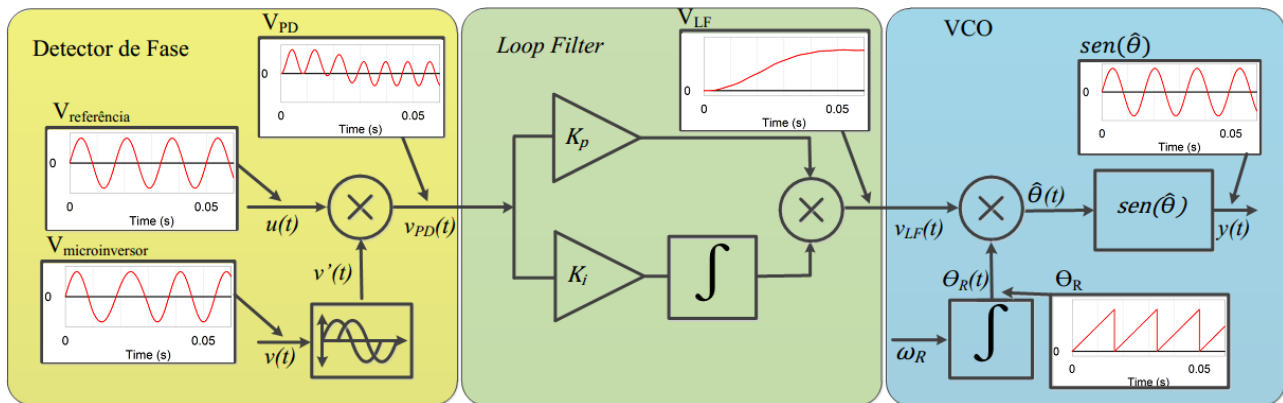 Detector de Fase
V_PD
0
0
0.05
Time (s)
V_referência
0
0
0.05
Time (s)
u(t)
v_PD(t)
V_microinversor
v'(t)
0
0
0.05
Time (s)
v(t)
Loop Filter
V_LF
0
0
0.05
Time (s)
K_p
K_i
∫
v_LF(t)
VCO
sen(θ̂)
0
0
0.05
Time (s)
θ̂(t)
sen(θ̂)
y(t)
ϴ_R(t)
ϴ_R
∫
ω_R
0
0
0.05
Time (s)